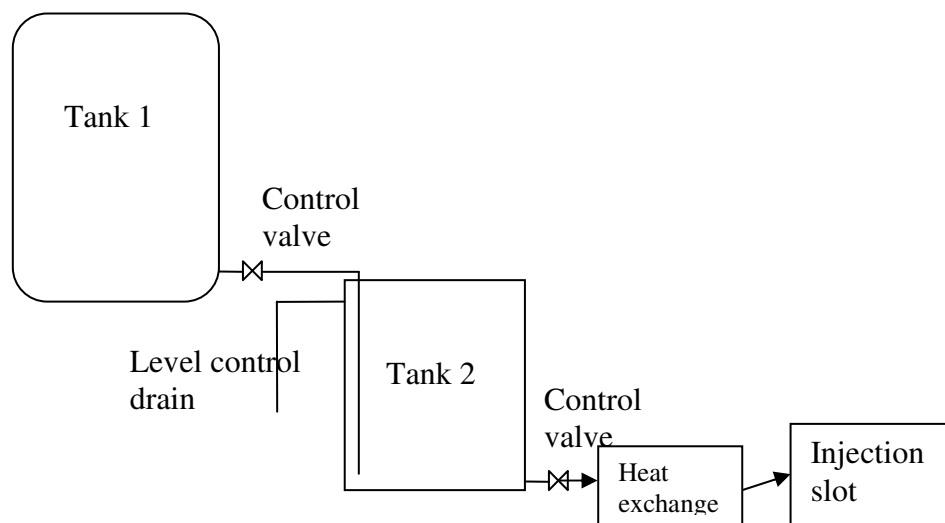 Tank 1
Control
valve
Level control
drain
Tank 2
Control
valve
Heat
exchange
Injection
slot